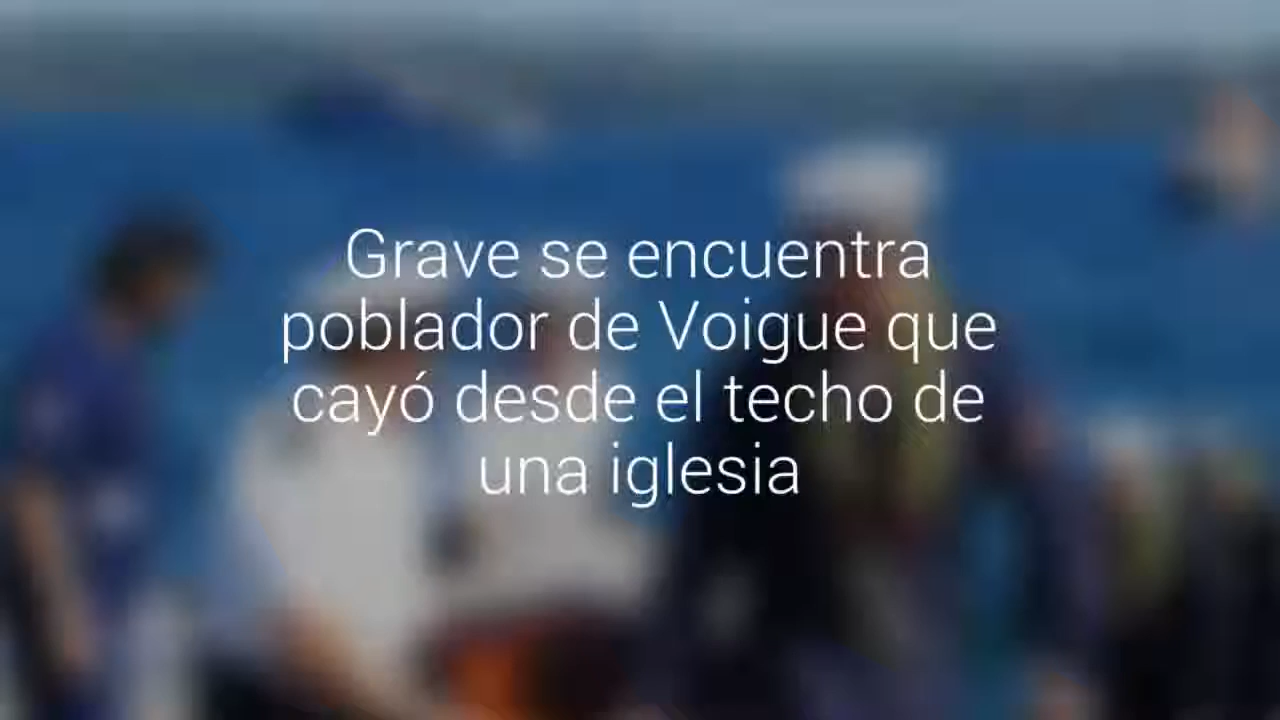 Grave se encuentra
poblador de Voigue que
cayó desde el techo de
una iglesia